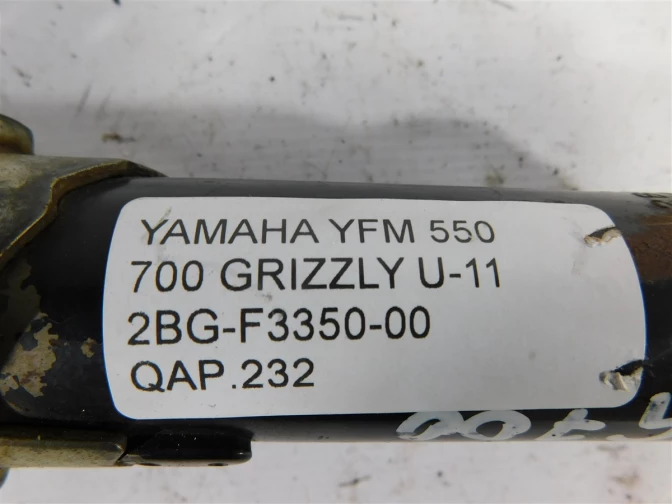 YAMAHA YFM 550
700 GRIZZLY U-11
2BG-F3350-00
QAP.232